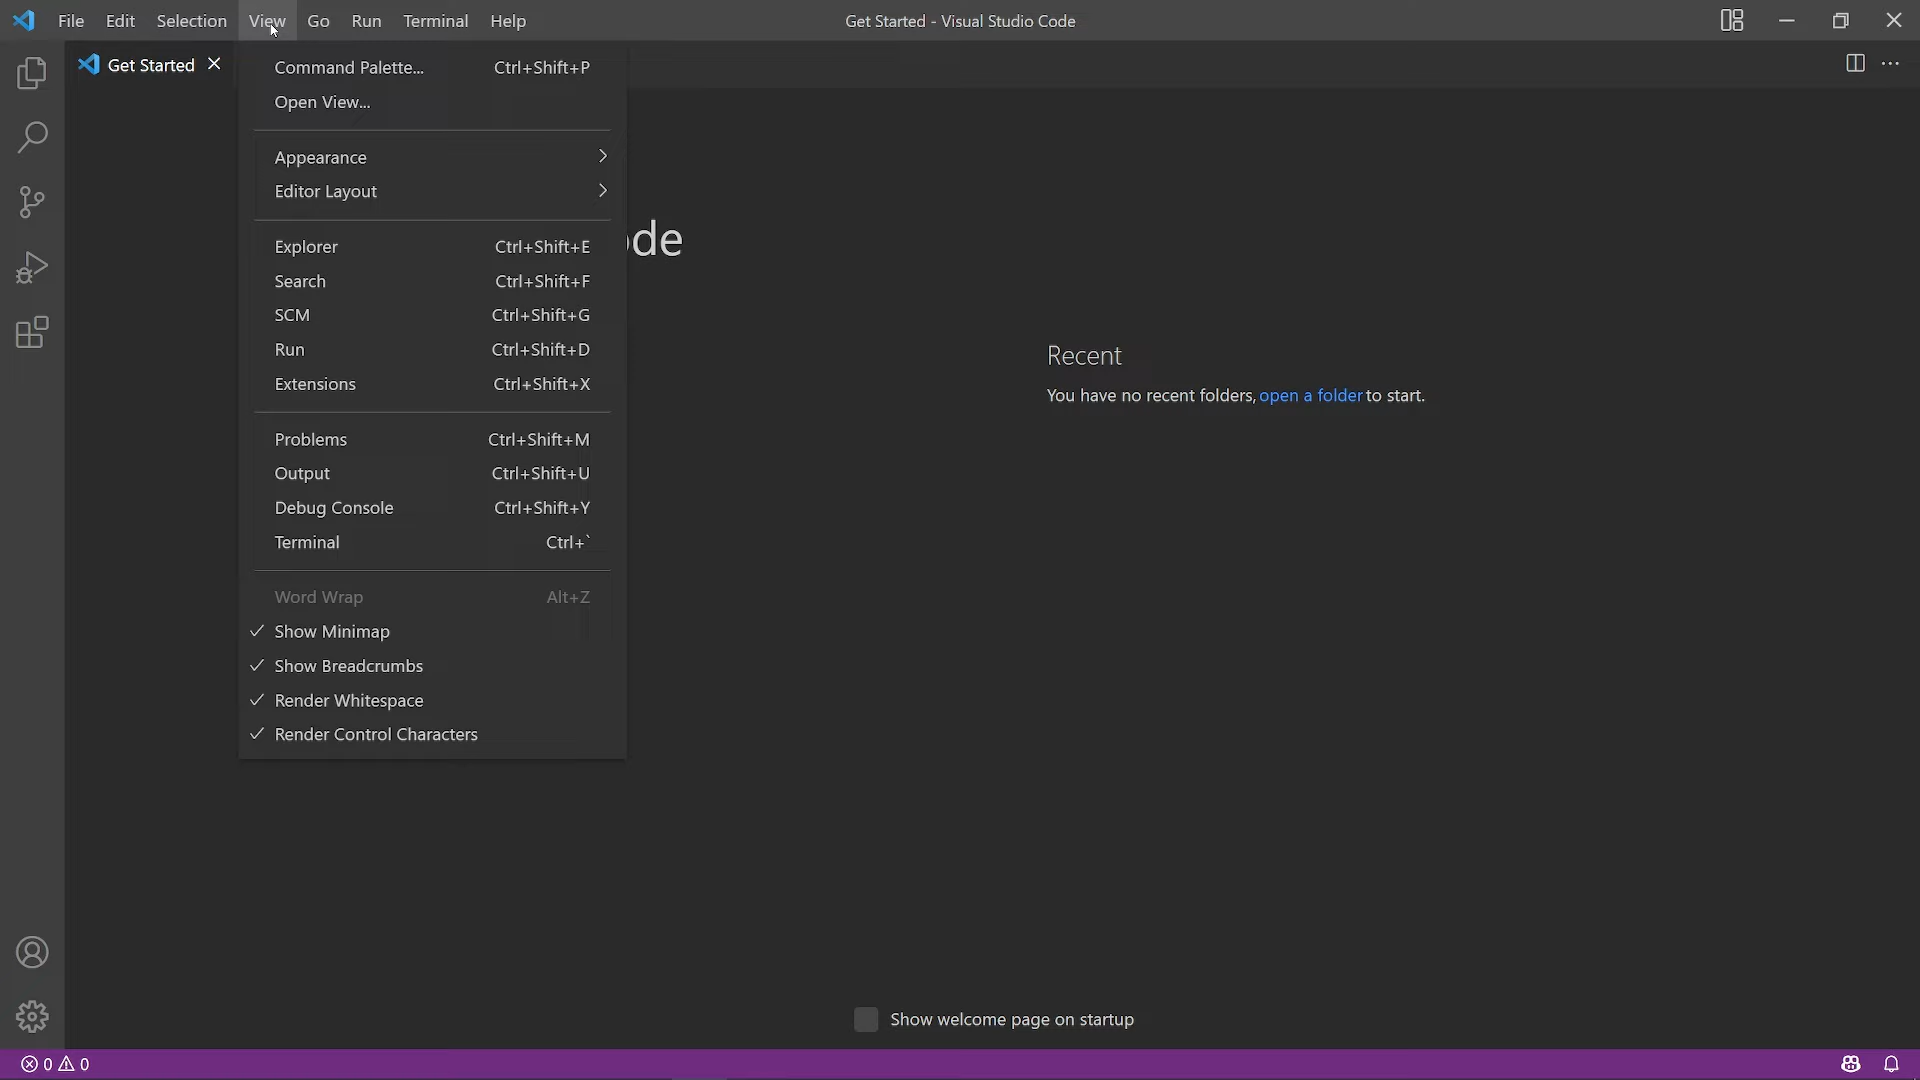 File Edit Selection View Go Run Terminal Help
Get Started - Visual Studio Code
Get Started
Command Palette... Ctrl+Shift+P
Open View...
Appearance
Editor Layout
Explorer Ctrl+Shift+E
Search Ctrl+Shift+F
SCM Ctrl+Shift+G
Run Ctrl+Shift+D
Extensions Ctrl+Shift+X
Problems Ctrl+Shift+M
Output Ctrl+Shift+U
Debug Console Ctrl+Shift+Y
Terminal Ctrl+`
Word Wrap Alt+Z
Show Minimap
Show Breadcrumbs
Render Whitespace
Render Control Characters
ode
Recent
You have no recent folders, open a folder to start.
Show welcome page on startup
0 0